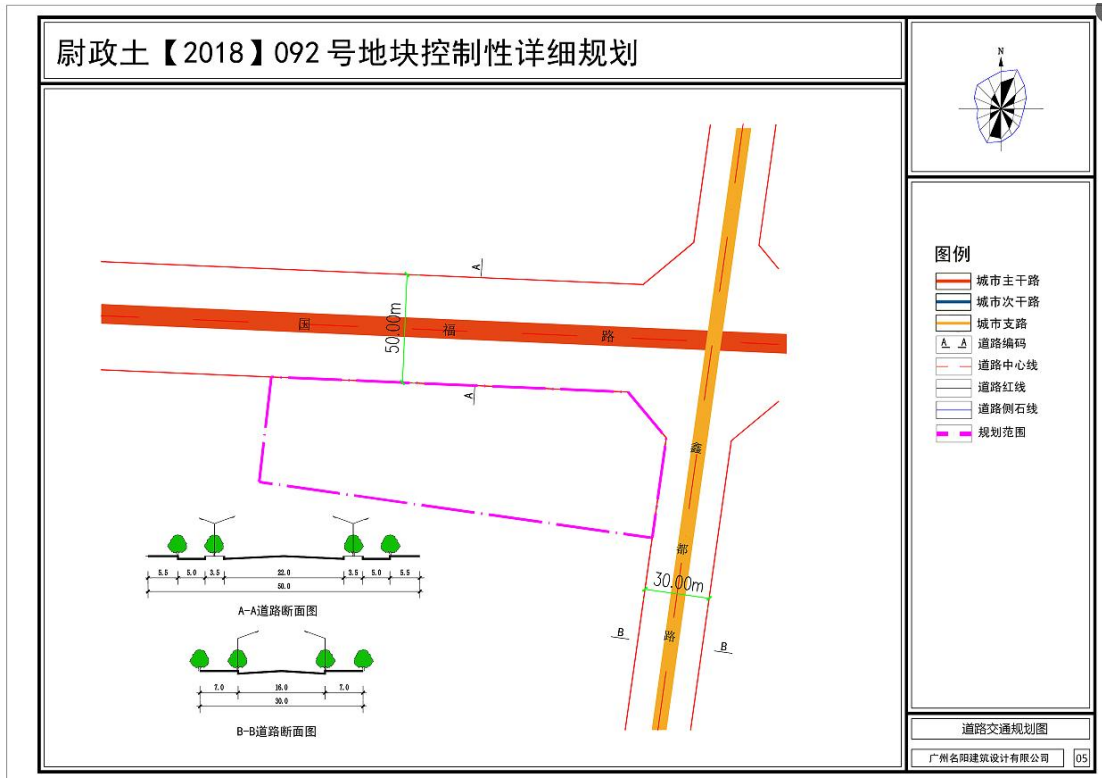 尉政土【2018】092号地块控制性详细规划
N
A
50.00m
国福路
A
鑫都路
30.00m
B
B
5.5 5.0 3.5 22.0 3.5 5.0 5.5
50.0
A-A道路断面图
7.0 16.0 7.0
30.0
B-B道路断面图
图例
城市主干路
城市次干路
城市支路
A A 道路编码
道路中心线
道路红线
道路侧石线
规划范围
道路交通规划图
广州名阳建筑设计有限公司 05